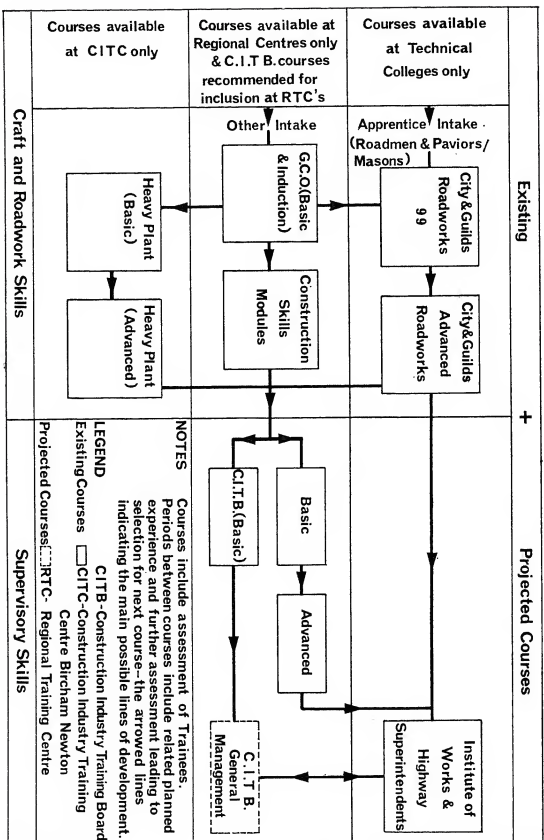 Courses available
at CITC only
Courses available at
Regional Centres only
& C.I.T B. courses
recommended for
inclusion at RTC's
Courses available
at Technical
Colleges only
Craft and Roadwork Skills
Existing
+
Projected Courses
Supervisory Skills
Other Intake
Apprentice Intake
(Roadmen & Paviors/
Masons)
G.C.O.(Basic
& Induction)
City&Guilds
Roadworks
99
Heavy Plant
(Basic)
Construction
Skills
Modules
City&Guilds
Advanced
Roadworks
Heavy Plant
(Advanced)
Basic
C.I.T.B.(Basic)
Advanced
Institute of
Works &
Highway
Superintendents
C. I. T. B.
General
Management
NOTES Courses include assessment of Trainees.
Periods between courses include related planned
experience and further assessment leading to
selection for next course-the arrowed lines
indicating the main possible lines of development.
LEGEND CITB-Construction Industry Training Board
Existing Courses CITC-Construction Industry Training
Centre Bircham Newton
Projected Courses RTC- Regional Training Centre